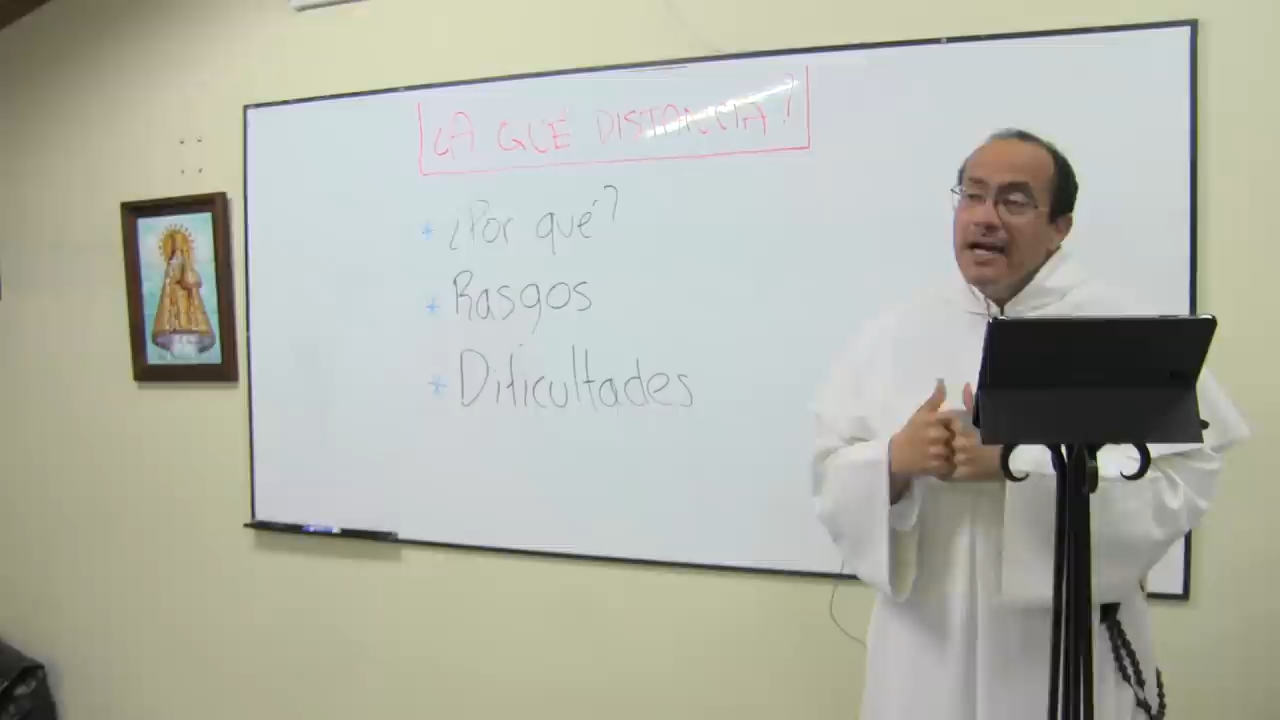 ¿A QUÉ DISTANCIA?
* ¿Por qué?
* Rasgos
* Dificultades